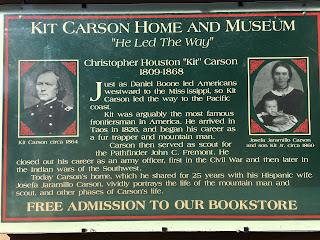 KIT CARSON HOME AND MUSEUM
"He Led The Way"
Christopher Houston "Kit" Carson
1809-1868
Just as Daniel Boone led Americans
westward to the Mississippi, so Kit
Carson led the way to the Pacific
coast.
Kit was arguably the most famous
frontiersman in America. He arrived in
Taos in 1826, and began his career as
a fur trapper and mountain man.
Carson then served as scout for
the Pathfinder John C. Fremont. He
closed out his career as an army officer, first in the Civil War and then later in
the Indian wars of the Southwest.
Today Carson's home, which he shared for 25 years with his Hispanic wife
Josefa Jaramillo Carson, vividly portrays the life of the mountain man and
scout, and other phases of Carson's life.
FREE ADMISSION TO OUR BOOKSTORE
Kit Carson circa 1864
Josefa Jaramillo Carson
and son Kit Jr. circa 1860